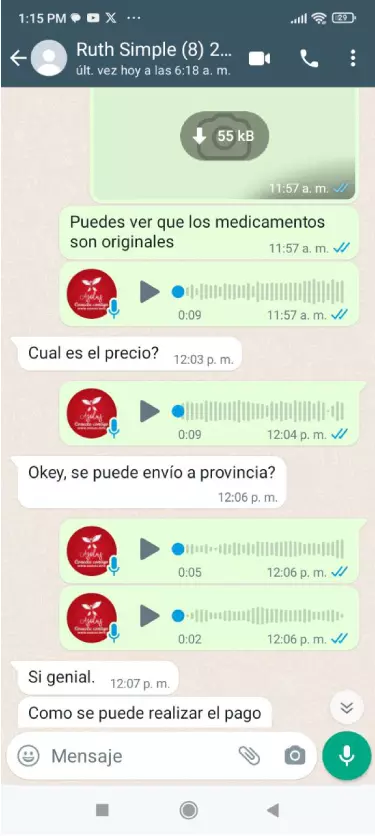 1:15 PM ... 29
Ruth Simple (8) 2...
últ. vez hoy a las 6:18 a. m.
55 kB
11:57 a. m.
Puedes ver que los medicamentos
son originales
11:57 a. m.
0:09 11:57 a. m.
Cual es el precio?
12:03 p. m.
0:09 12:04 p. m.
Okey, se puede envío a provincia?
12:06 p. m.
0:05 12:06 p. m.
0:02 12:06 p. m.
Si genial.
12:07 p. m.
Como se puede realizar el pago
Mensaje